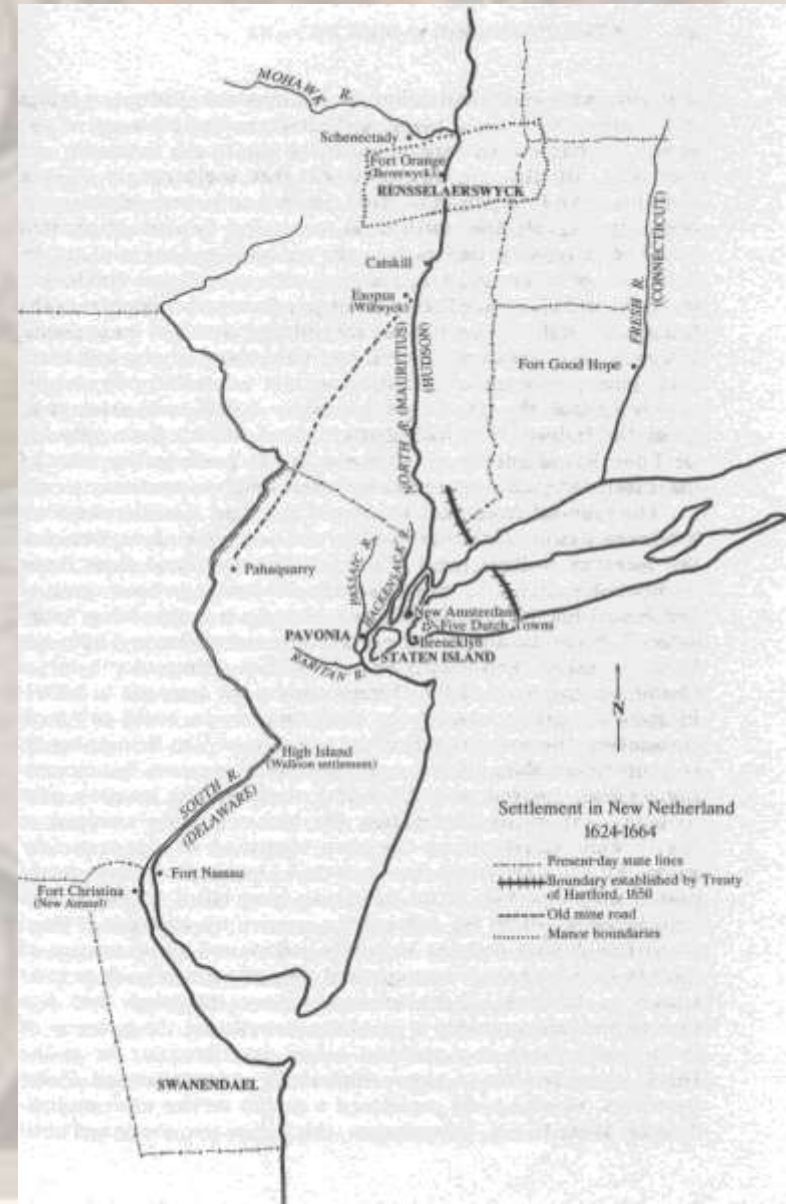 MOHAWK R.
Schenectady
Fort Orange
(Beverwyck)
RENSSELAERSWYCK
Catskill
Esopus
(Wiltwyck)
NORTH R. (MAURITIUS)
(HUDSON)
FRESH R.
(CONNECTICUT)
Fort Good Hope
Pahaquarry
PASSAIC R.
HACKENSACK R.
New Amsterdam
Five Dutch Towns
Breuckelyn
PAVONIA
STATEN ISLAND
RARITAN R.
N
High Island
(Walloon settlement)
SOUTH R.
(DELAWARE)
Settlement in New Netherland
1624-1664
Present-day state lines
Boundary established by Treaty
of Hartford, 1650
Old mine road
Manor boundaries
Fort Nassau
Fort Christina
(New Amstel)
SWANENDAEL